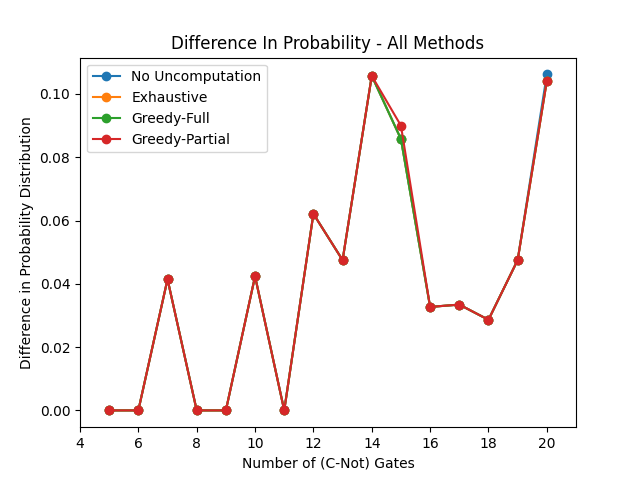 Difference In Probability - All Methods
No Uncomputation
Exhaustive
Greedy-Full
Greedy-Partial
0.10
0.08
0.06
0.04
0.02
0.00
Difference in Probability Distribution
4 6 8 10 12 14 16 18 20
Number of (C-Not) Gates